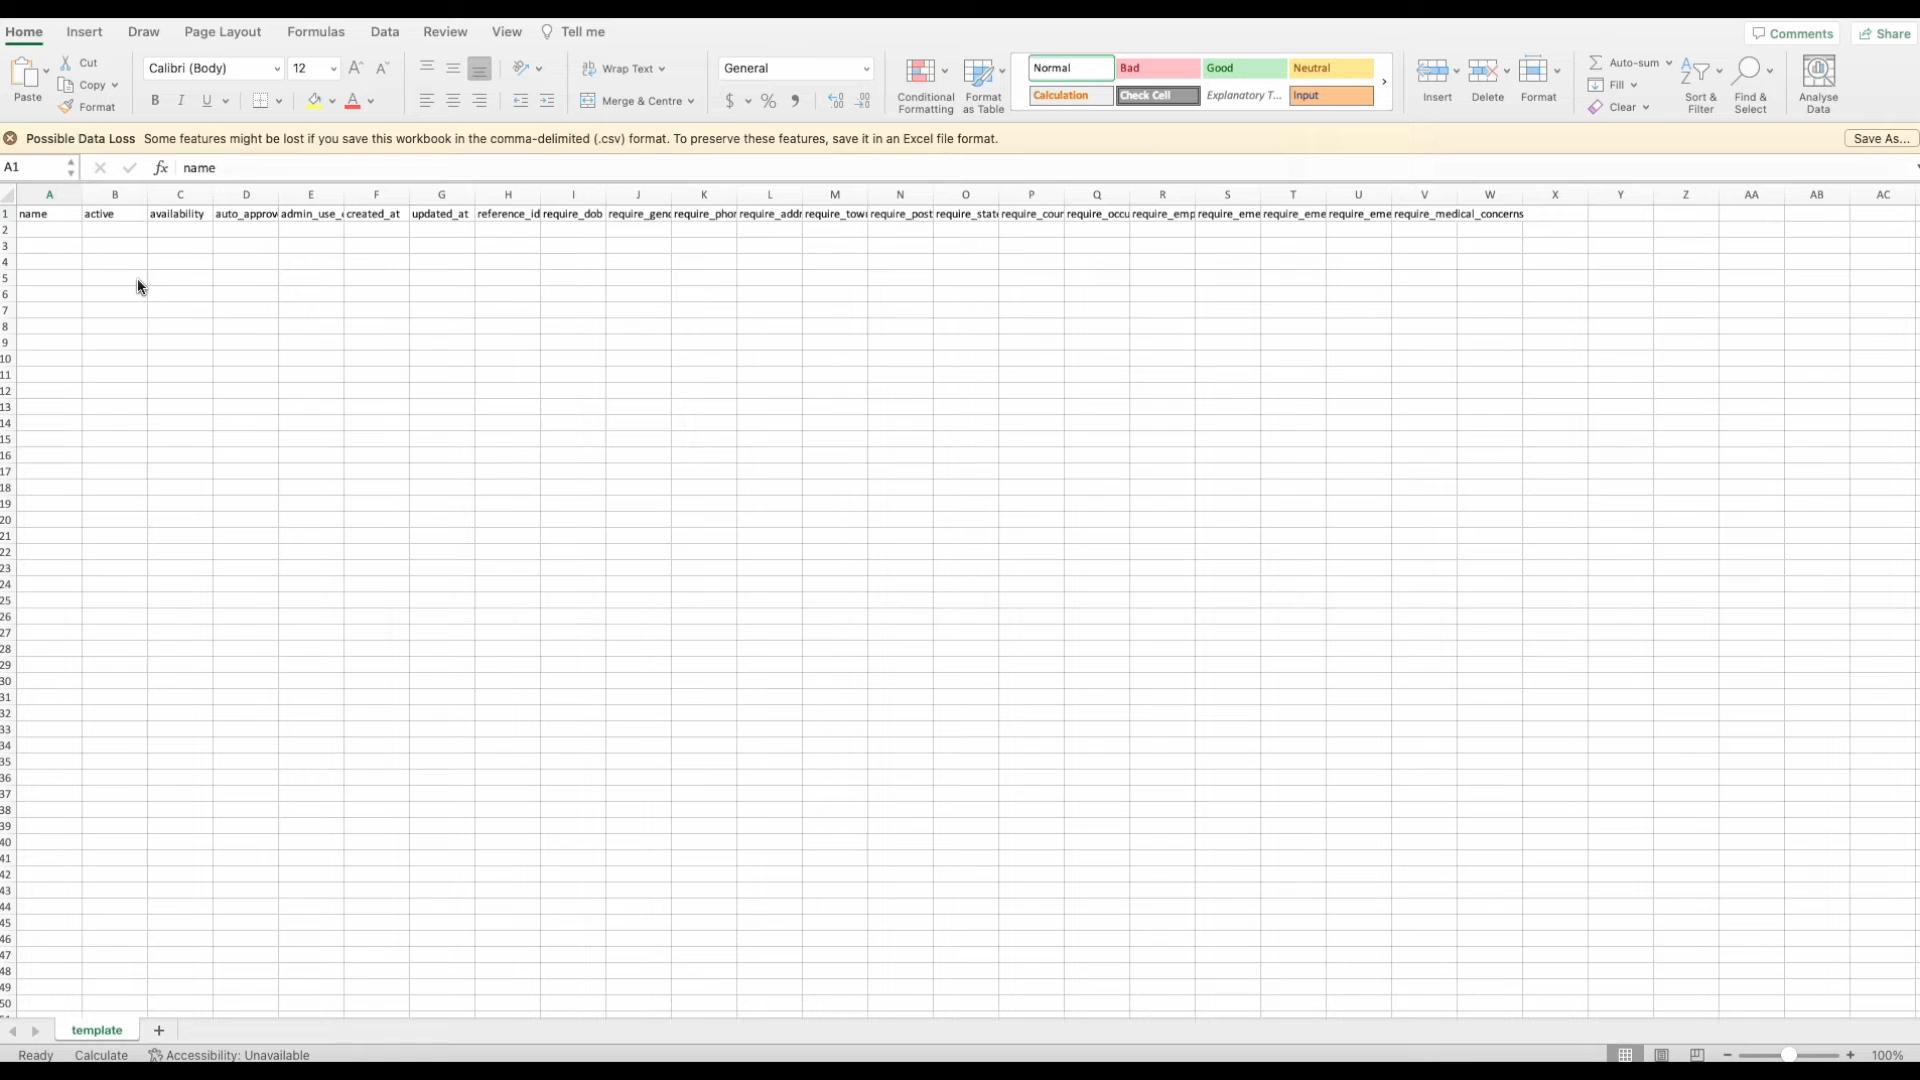 Home Insert Draw Page Layout Formulas Data Review View Tell me Comments Share
Paste
Cut
Copy
Format
Calibri (Body) 12
B I U
Wrap Text
Merge & Centre
General
$ %
Conditional Formatting
Format as Table
Normal Bad Good Neutral
Calculation Check Cell Explanatory T... Input
Insert Delete Format
Auto-sum
Fill
Clear
Sort & Filter
Find & Select
Analyse Data
Possible Data Loss Some features might be lost if you save this workbook in the comma-delimited (.csv) format. To preserve these features, save it in an Excel file format. Save As...
A1 fx name
A B C D E F G H I J K L M N O P Q R S T U V W X Y Z AA AB AC
1 name active availability auto_approv admin_use_ created_at updated_at reference_id require_dob require_gend require_phor require_addr require_tow require_post require_stat require_cour require_occu require_emp require_eme require_eme require_eme require_medical_concerns
2
3
4
5
6
7
8
9
10
11
12
13
14
15
16
17
18
19
20
21
22
23
24
25
26
27
28
29
30
31
32
33
34
35
36
37
38
39
40
41
42
43
44
45
46
47
48
49
50
template +
Ready Calculate Accessibility: Unavailable 100%